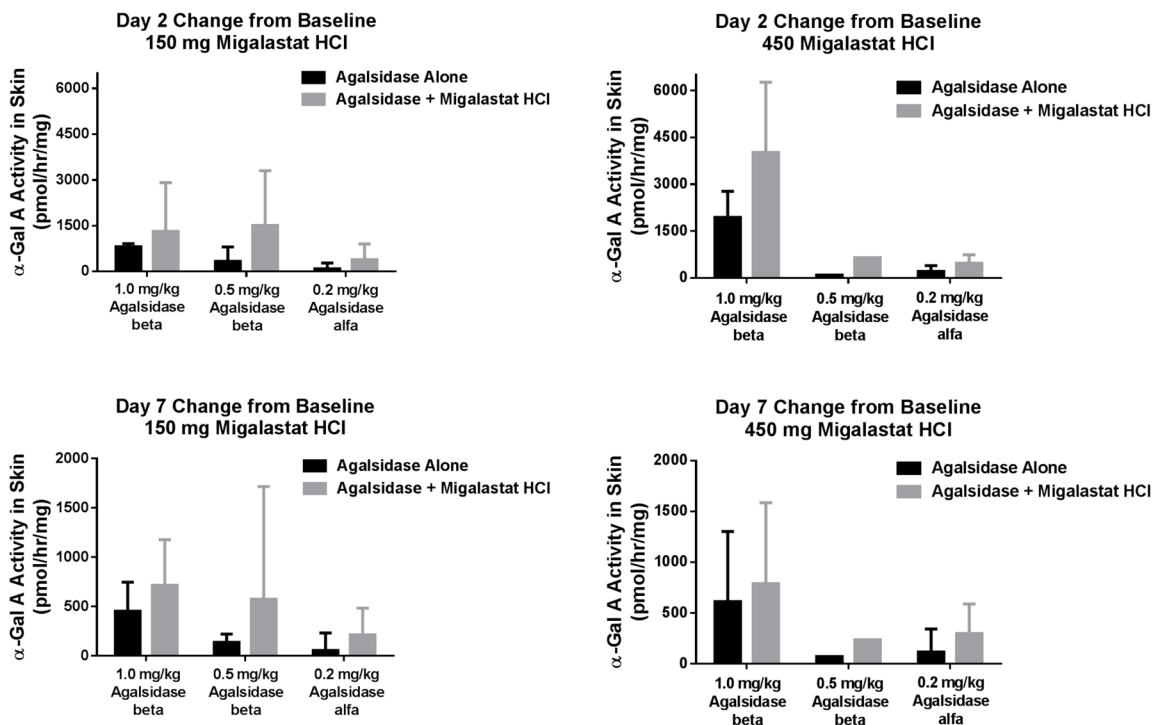 Day 2 Change from Baseline
150 mg Migalastat HCl
α-Gal A Activity in Skin
(pmol/hr/mg)
6000
4500
3000
1500
0
Agalsidase Alone
Agalsidase + Migalastat HCl
1.0 mg/kg
Agalsidase
beta
0.5 mg/kg
Agalsidase
beta
0.2 mg/kg
Agalsidase
alfa
Day 2 Change from Baseline
450 Migalastat HCl
α-Gal A Activity in Skin
(pmol/hr/mg)
6000
4500
3000
1500
0
Agalsidase Alone
Agalsidase + Migalastat HCl
1.0 mg/kg
Agalsidase
beta
0.5 mg/kg
Agalsidase
beta
0.2 mg/kg
Agalsidase
alfa
Day 7 Change from Baseline
150 mg Migalastat HCl
α-Gal A Activity in Skin
(pmol/hr/mg)
2000
1500
1000
500
0
Agalsidase Alone
Agalsidase + Migalastat HCl
1.0 mg/kg
Agalsidase
beta
0.5 mg/kg
Agalsidase
beta
0.2 mg/kg
Agalsidase
alfa
Day 7 Change from Baseline
450 mg Migalastat HCl
α-Gal A Activity in Skin
(pmol/hr/mg)
2000
1500
1000
500
0
Agalsidase Alone
Agalsidase + Migalastat HCl
1.0 mg/kg
Agalsidase
beta
0.5 mg/kg
Agalsidase
beta
0.2 mg/kg
Agalsidase
alfa